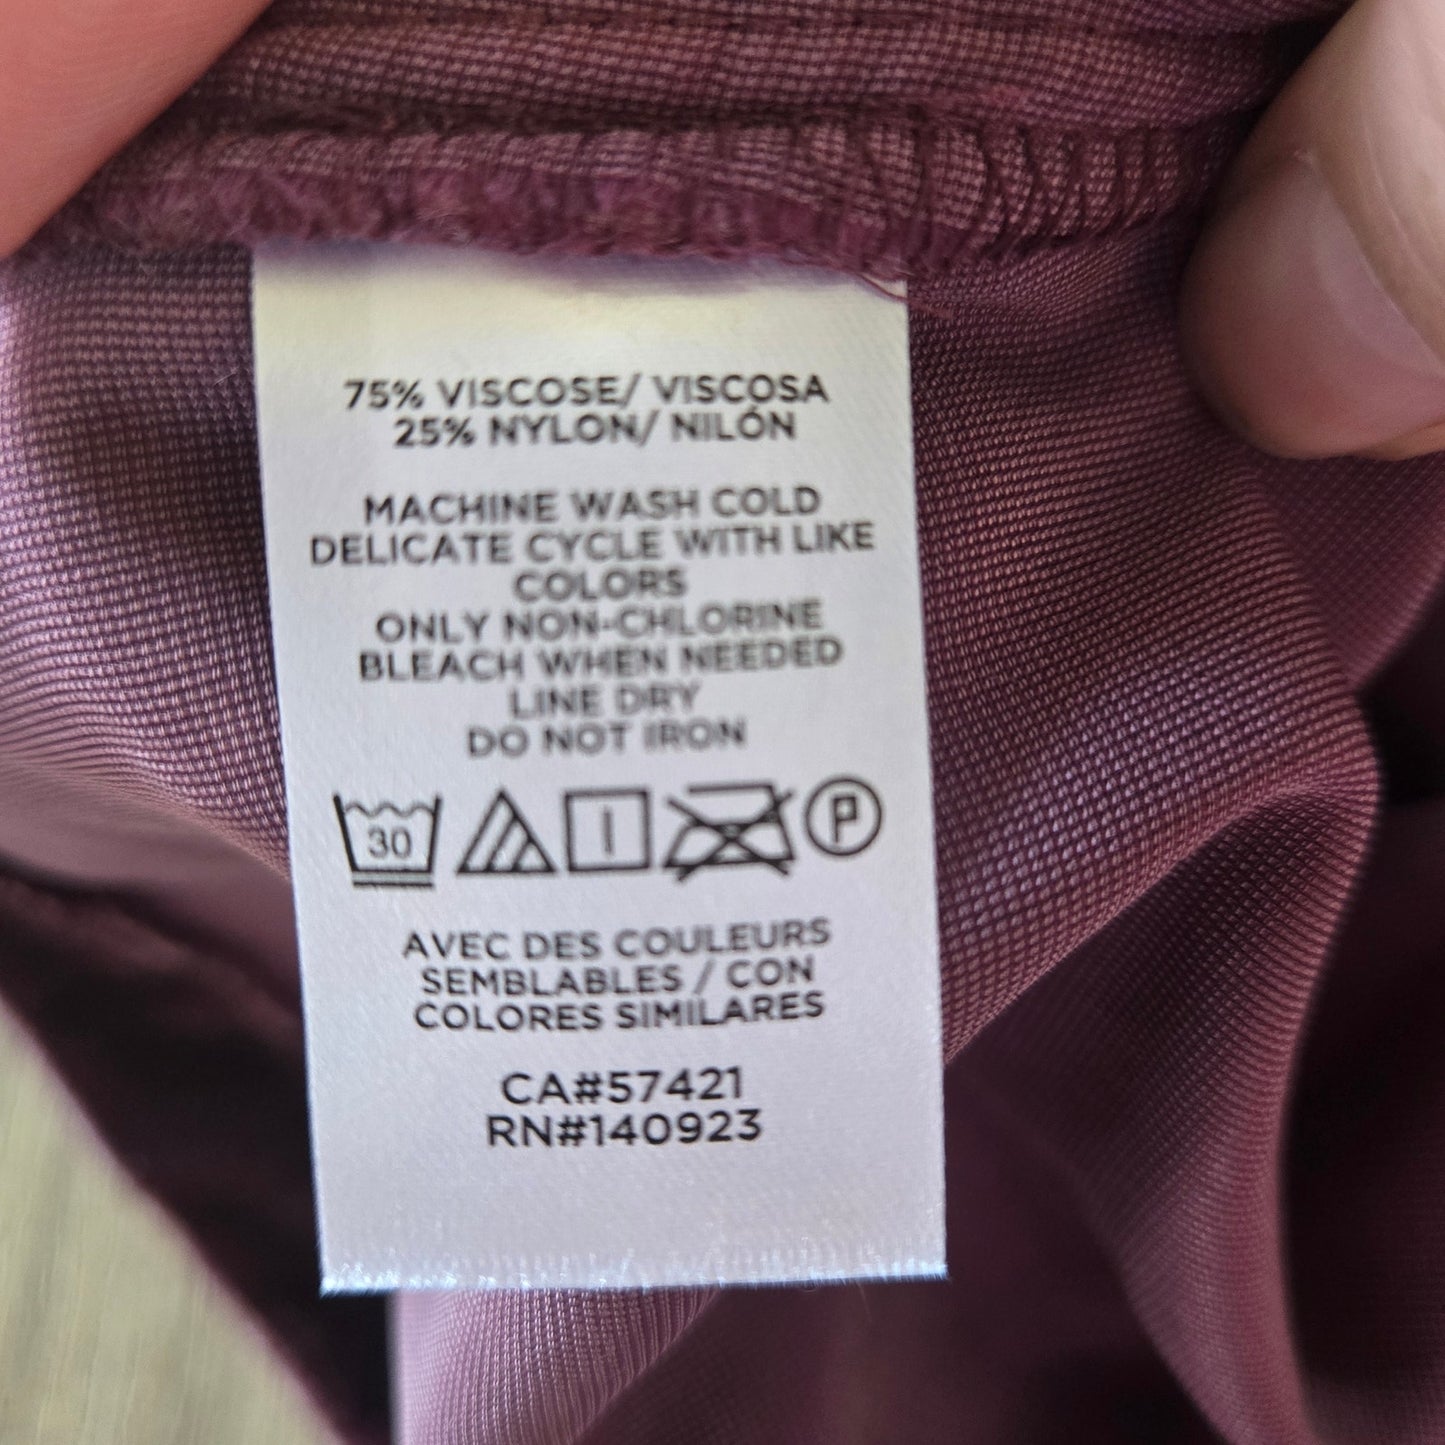 75% VISCOSE/ VISCOSA
25% NYLON/ NILÓN
MACHINE WASH COLD
DELICATE CYCLE WITH LIKE
COLORS
ONLY NON-CHLORINE
BLEACH WHEN NEEDED
LINE DRY
DO NOT IRON
30 P
AVEC DES COULEURS
SEMBLABLES / CON
COLORES SIMILARES
CA#57421
RN#140923